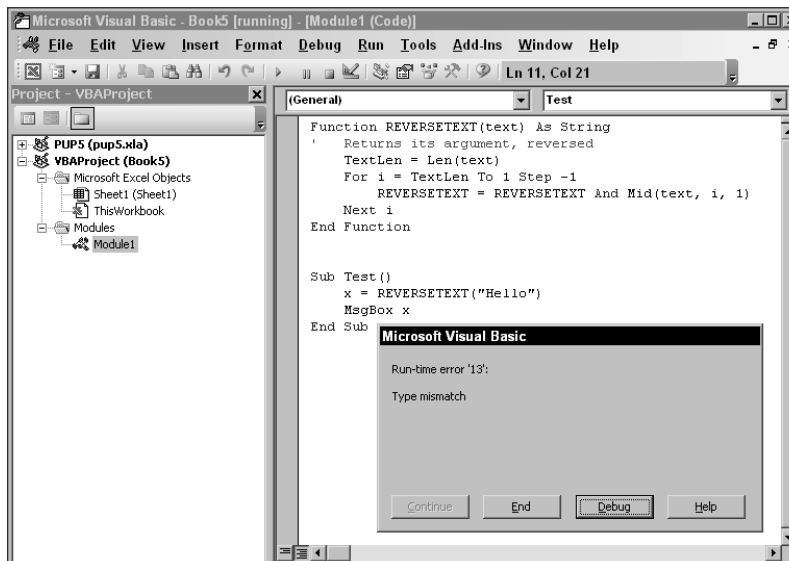 Microsoft Visual Basic - Book5 [running] - [Module1 (Code)]
File Edit View Insert Format Debug Run Tools Add-Ins Window Help
Ln 11, Col 21
Project - VBAProject
PUP5 (pup5.xla)
VBAProject (Book5)
Microsoft Excel Objects
Sheet1 (Sheet1)
ThisWorkbook
Modules
Module1
(General)
Test
Function REVERSETEXT(text) As String
'   Returns its argument, reversed
    TextLen = Len(text)
    For i = TextLen To 1 Step -1
        REVERSETEXT = REVERSETEXT And Mid(text, i, 1)
    Next i
End Function
Sub Test()
    x = REVERSETEXT("Hello")
    MsgBox x
End Sub
Microsoft Visual Basic
Run-time error '13':
Type mismatch
Continue End Debug Help